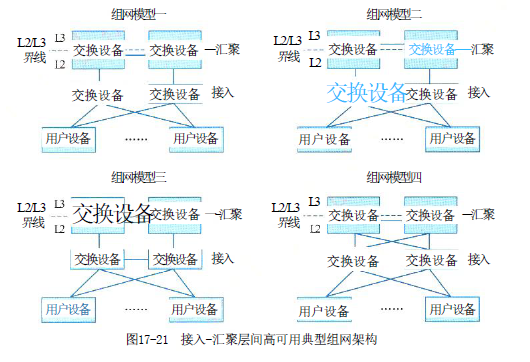 组网模型一
L3
L2/L3
界线
交换设备
交换设备
汇聚
L2
交换设备
交换设备
接入
用户设备
……
用户设备
组网模型二
L3
L2/L3
界线
交换设备
交换设备
汇聚
L2
交换设备
交换设备
接入
用户设备
……
用户设备
组网模型三
L3
L2/L3
界线
交换设备
交换设备
汇聚
L2
交换设备
交换设备
接入
用户设备
……
用户设备
组网模型四
L3
L2/L3
界线
交换设备
交换设备
汇聚
L2
交换设备
交换设备
接入
用户设备
……
用户设备
图17-21 接入-汇聚层间高可用典型组网架构